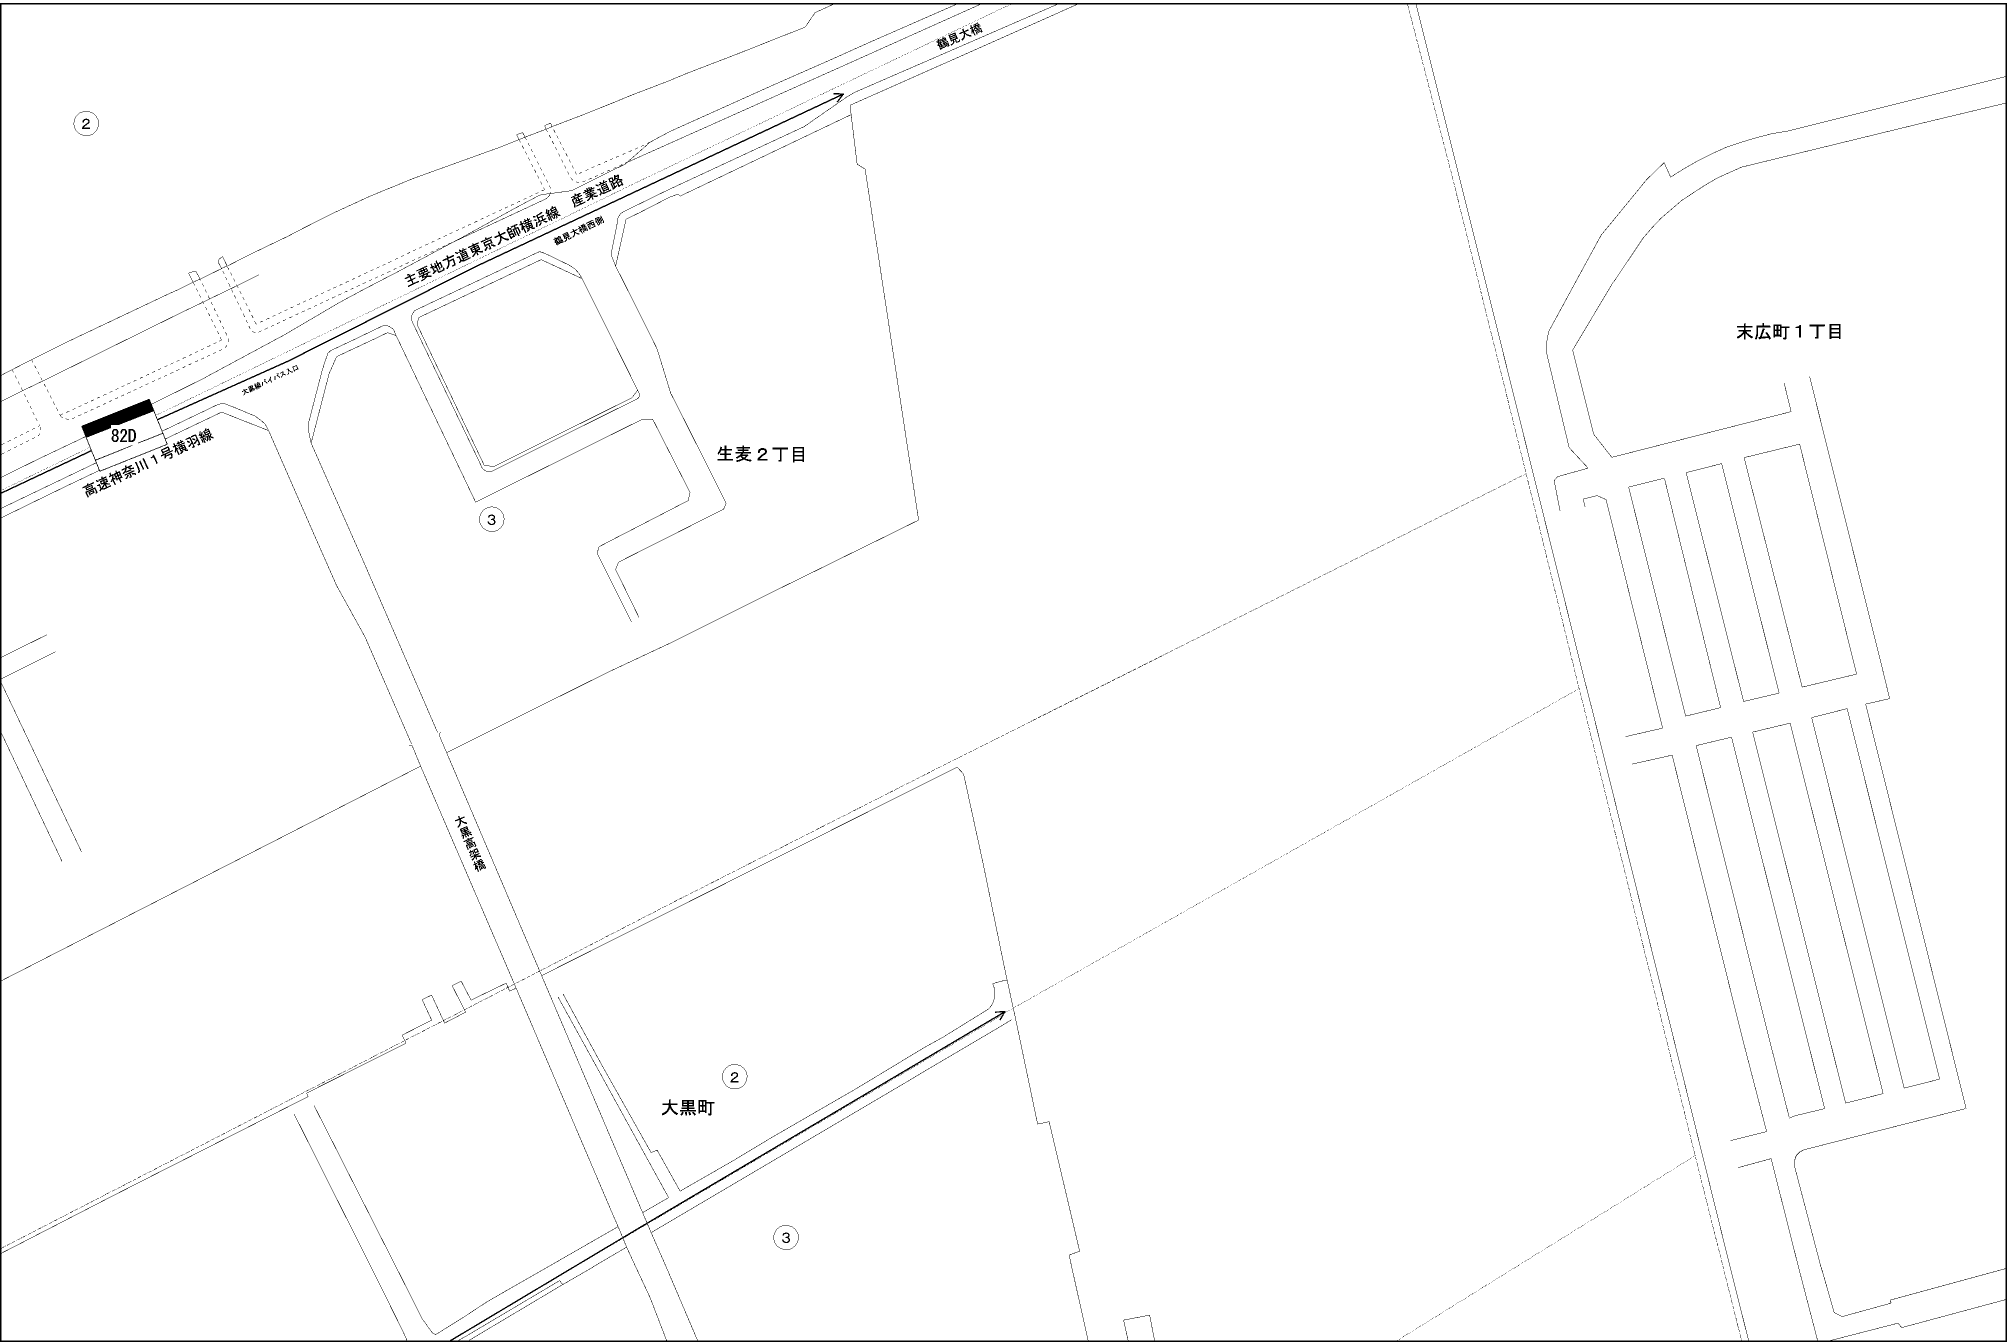 鶴見大橋
②
主要地方道東京大師横浜線 産業道路
鶴見大橋西側
末広町1丁目
大黒線バイパス入口
82D
高速神奈川1号横羽線
生麦2丁目
③
大黒高架橋
②
大黒町
③